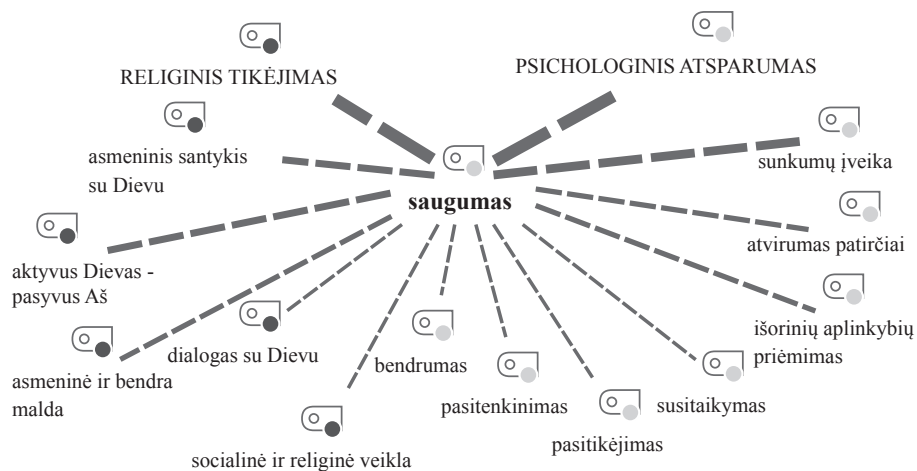 RELIGINIS TIKĖJIMAS
PSICHOLOGINIS ATSPARUMAS
asmeninis santykis
su Dievu
sunkumų įveika
saugumas
atvirumas patirčiai
aktyvus Dievas -
pasyvus Aš
išorinių aplinkybių
priėmimas
dialogas su Dievu
bendrumas
asmeninė ir bendra
malda
pasitenkinimas
susitaikymas
pasitikėjimas
socialinė ir religinė veikla